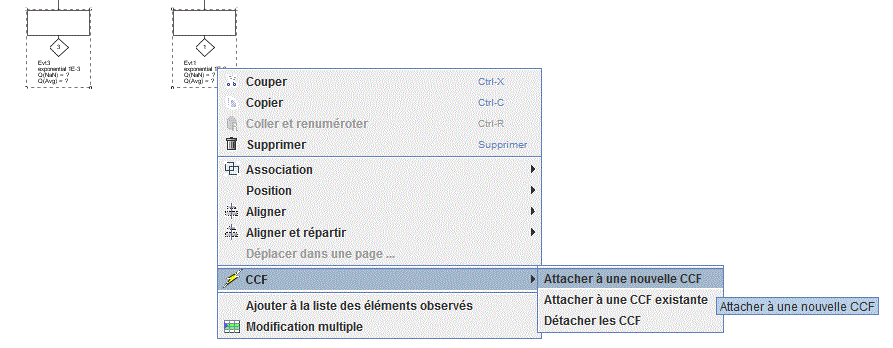 3
Evt3
exponential 1E-3
Q(NaN) = ?
Q(Avg) = ?
1
Evt1
exponential
Q(NaN) = ?
Q(Avg) = ?
Couper Ctrl-X
Copier Ctrl-C
Coller et renuméroter Ctrl-R
Supprimer Supprimer
Association
Position
Aligner
Aligner et répartir
Déplacer dans une page ...
CCF
Ajouter à la liste des éléments observés
Modification multiple
Attacher à une nouvelle CCF
Attacher à une CCF existante
Détacher les CCF
Attacher à une nouvelle CCF